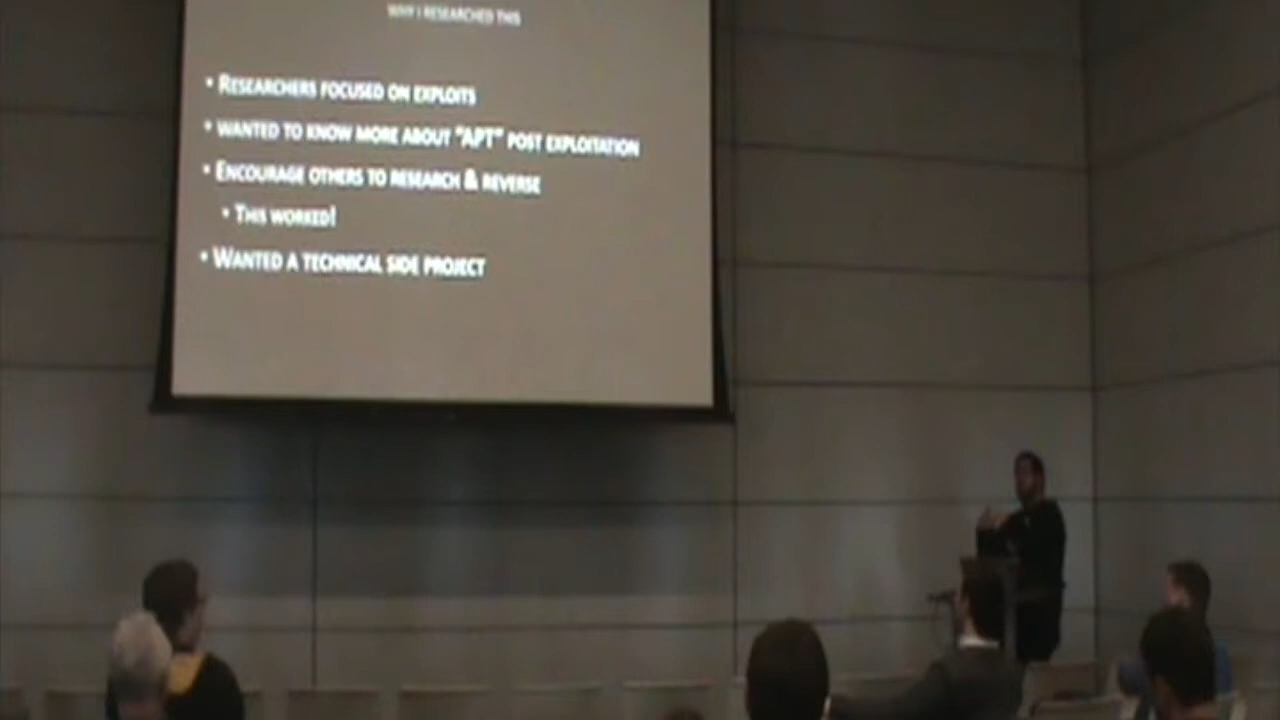 WHY I RESEARCHED THIS
• RESEARCHERS FOCUSED ON EXPLOITS
• WANTED TO KNOW MORE ABOUT "APT" POST EXPLOITATION
• ENCOURAGE OTHERS TO RESEARCH & REVERSE
• THIS WORKED!
• WANTED A TECHNICAL SIDE PROJECT